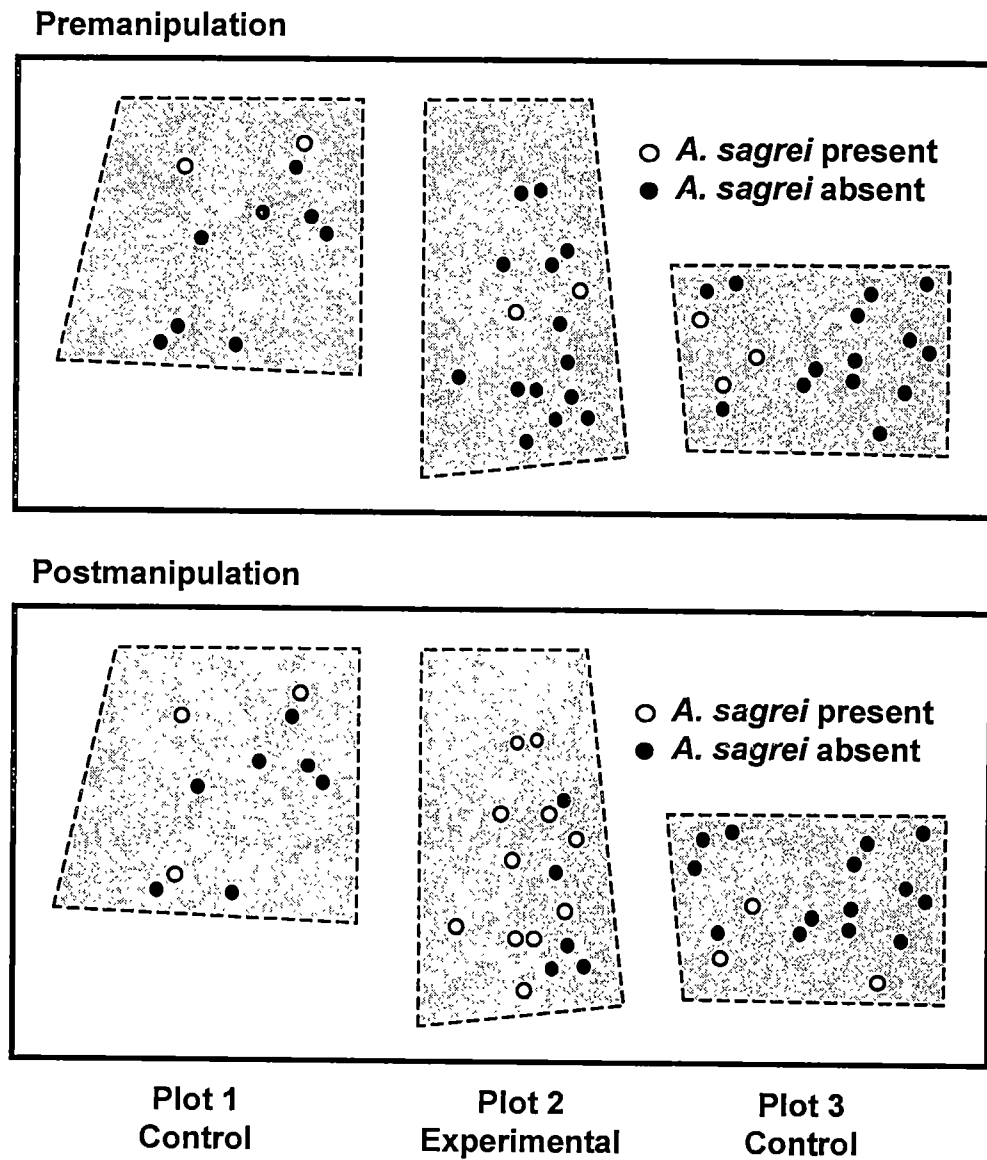 Premanipulation
A. sagrei present
A. sagrei absent
Postmanipulation
A. sagrei present
A. sagrei absent
Plot 1
Control
Plot 2
Experimental
Plot 3
Control